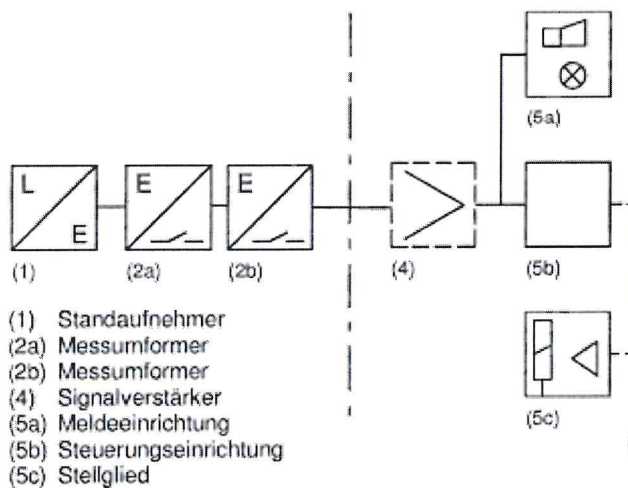 (5a)
L
E
E
E
(1)
(2a)
(2b)
(4)
(5b)
(1) Standaufnehmer
(2a) Messumformer
(2b) Messumformer
(4) Signalverstärker
(5a) Meldeeinrichtung
(5b) Steuerungseinrichtung
(5c) Stellglied
(5c)